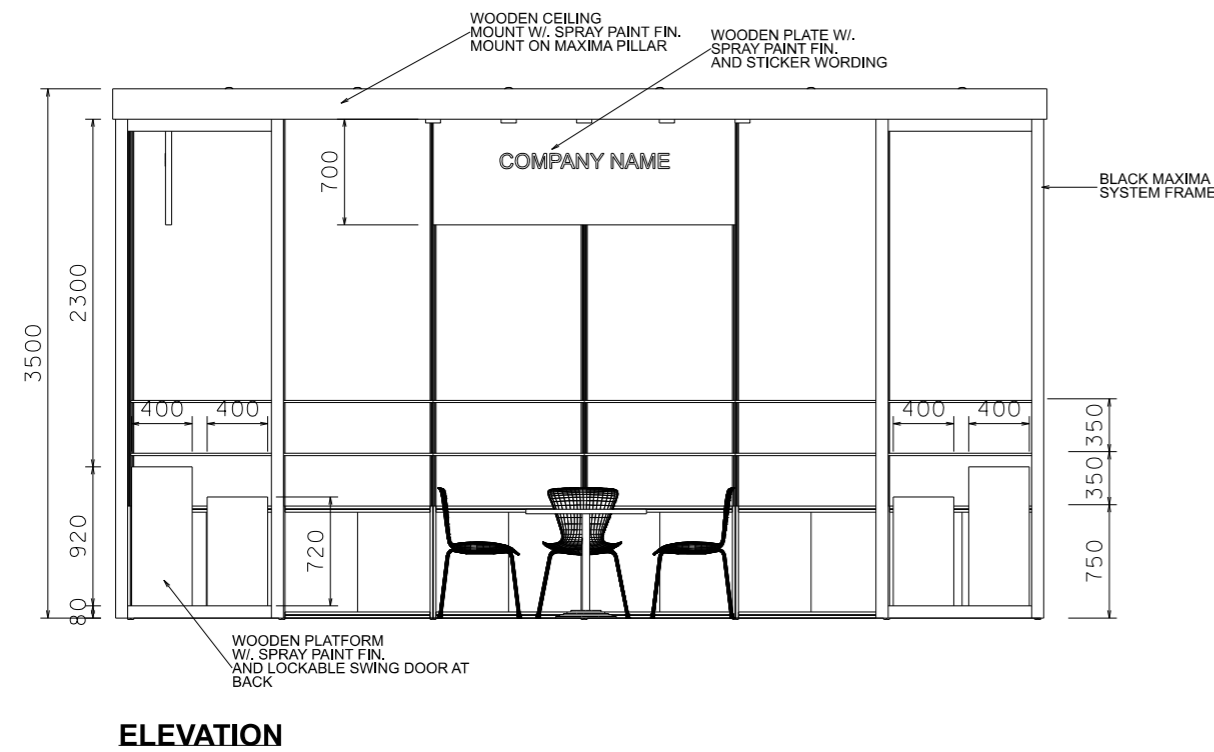 WOODEN CEILING
MOUNT W/. SPRAY PAINT FIN.
MOUNT ON MAXIMA PILLAR
WOODEN PLATE W/.
SPRAY PAINT FIN.
AND STICKER WORDING
COMPANY NAME
700
BLACK MAXIMA
SYSTEM FRAME
2300
3500
400 400
400 400
350
350
920
720
750
80
WOODEN PLATFORM
W/. SPRAY PAINT FIN.
AND LOCKABLE SWING DOOR AT
BACK
ELEVATION